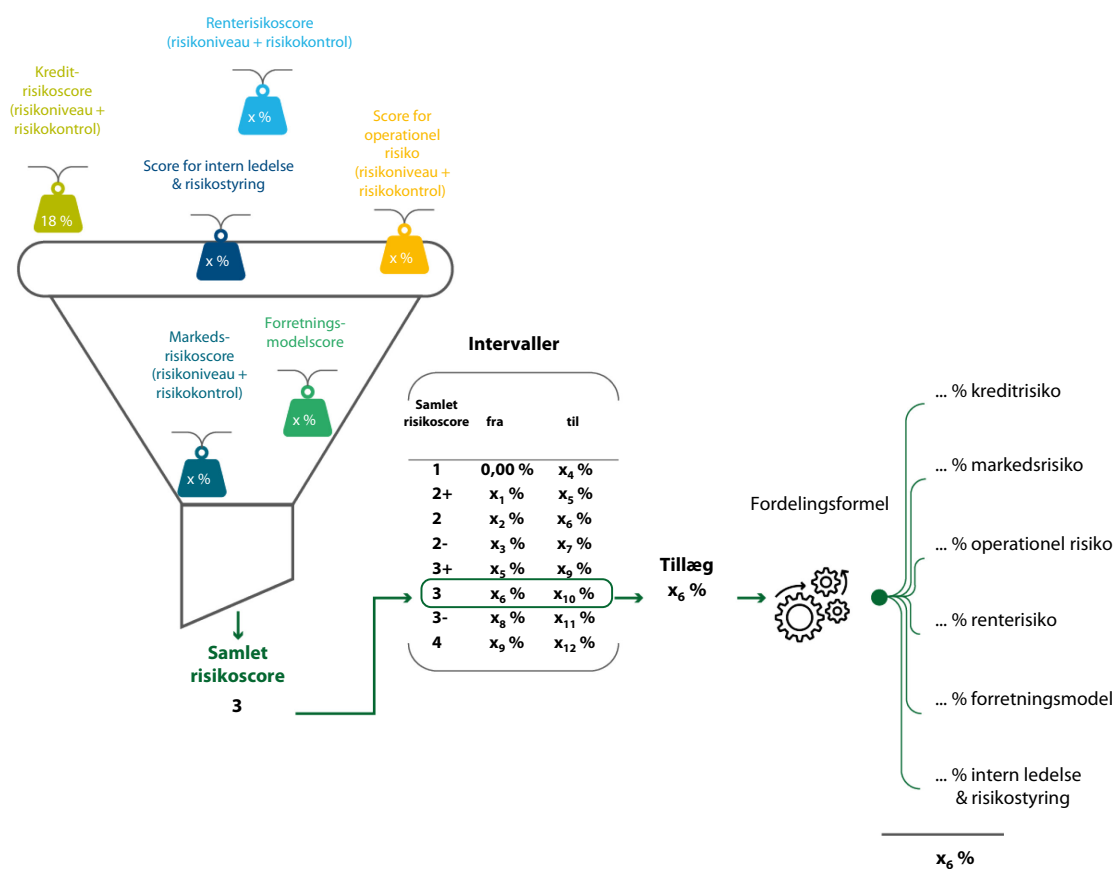 Renterisikoscore
(risikoniveau + risikokontrol)
x %
Kredit-
risikoscore
(risikoniveau +
risikokontrol)
18 %
Score for intern ledelse
& risikostyring
x %
Score for
operationel
risiko
(risikoniveau +
risikokontrol)
x %
Markeds-
risikoscore
(risikoniveau +
risikokontrol)
x %
Forretnings-
modelscore
x %
Samlet
risikoscore
3
Intervaller
Samlet
risikoscore fra til
1 0,00 % x4 %
2+ x1 % x5 %
2 x2 % x6 %
2- x3 % x7 %
3+ x5 % x9 %
3 x6 % x10 %
3- x8 % x11 %
4 x9 % x12 %
Tillæg
x6 %
Fordelingsformel
... % kreditrisiko
... % markedsrisiko
... % operationel risiko
... % renterisiko
... % forretningsmodel
... % intern ledelse
& risikostyring
x6 %